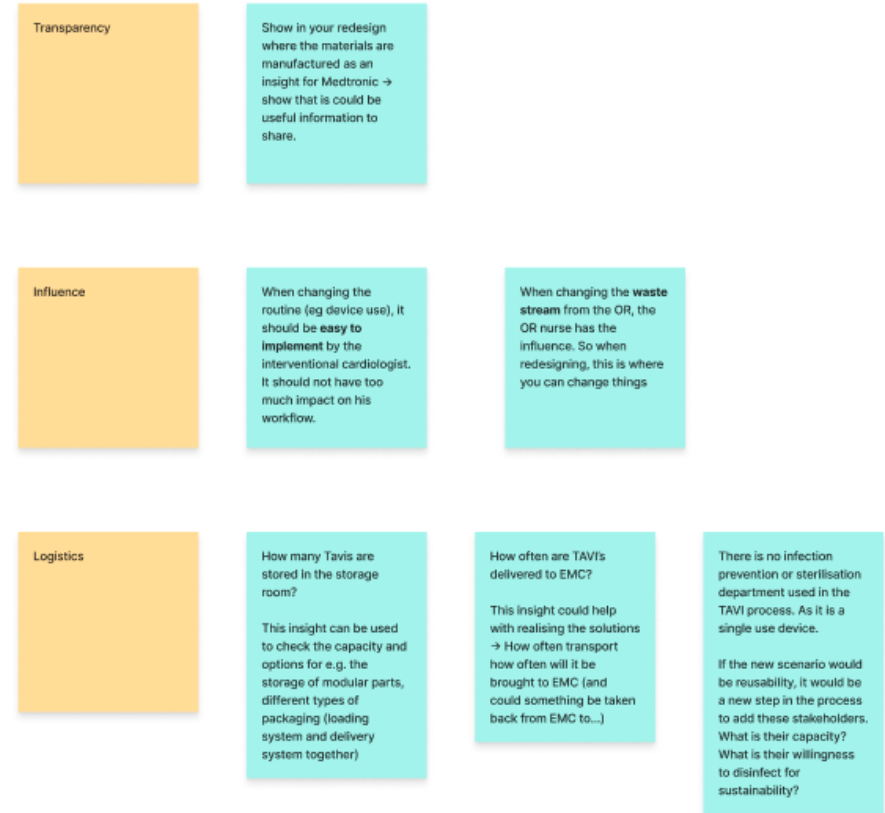 Transparency
Show in your redesign
where the materials are
manufactured as an
insight for Medtronic →
show that is could be
useful information to
share.
Influence
When changing the
routine (eg device use), it
should be easy to
implement by the
interventional cardiologist.
It should not have too
much impact on his
workflow.
When changing the waste
stream from the OR, the
OR nurse has the
influence. So when
redesigning, this is where
you can change things
Logistics
How many Tavis are
stored in the storage
room?
This insight can be used
to check the capacity and
options for e.g. the
storage of modular parts,
different types of
packaging (loading
system and delivery
system together)
How often are TAVI's
delivered to EMC?
This insight could help
with realising the solutions
→ How often transport
how often will it be
brought to EMC (and
could something be taken
back from EMC to...)
There is no infection
prevention or sterilisation
department used in the
TAVI process. As it is a
single use device.
If the new scenario would
be reusability, it would be
a new step in the process
to add these stakeholders.
What is their capacity?
What is their willingness
to disinfect for
sustainability?